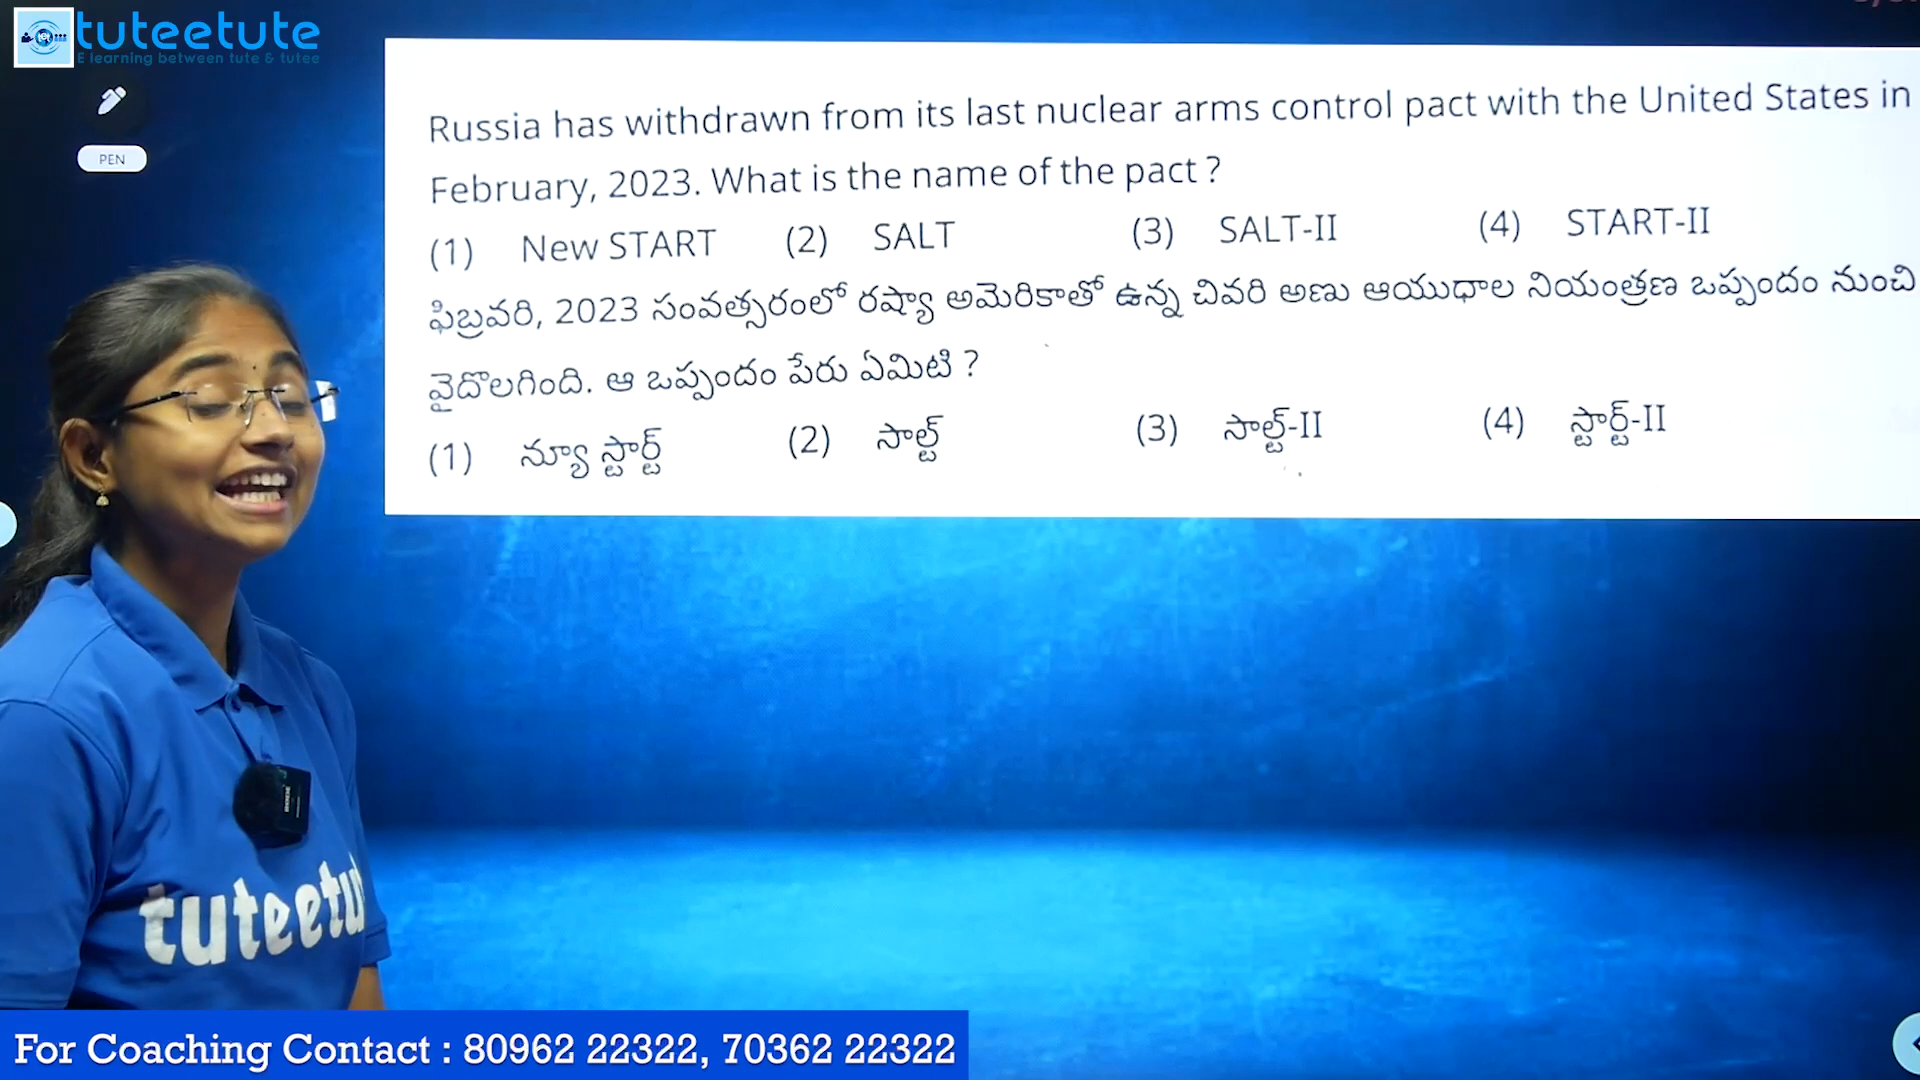 tuteetute
E learning between tute & tutee
PEN
Russia has withdrawn from its last nuclear arms control pact with the United States in
February, 2023. What is the name of the pact ?
(1) New START (2) SALT (3) SALT-II (4) START-II
ఫిబ్రవరి, 2023 సంవత్సరంలో రష్యా అమెరికాతో ఉన్న చివరి అణు ఆయుధాల నియంత్రణ ఒప్పందం నుంచి
వైదొలగింది. ఆ ఒప్పందం పేరు ఏమిటి ?
(1) న్యూ స్టార్ట్ (2) సాల్ట్ (3) సాల్ట్-II (4) స్టార్ట్-II
RODE
tuteetu
For Coaching Contact : 80962 22322, 70362 22322